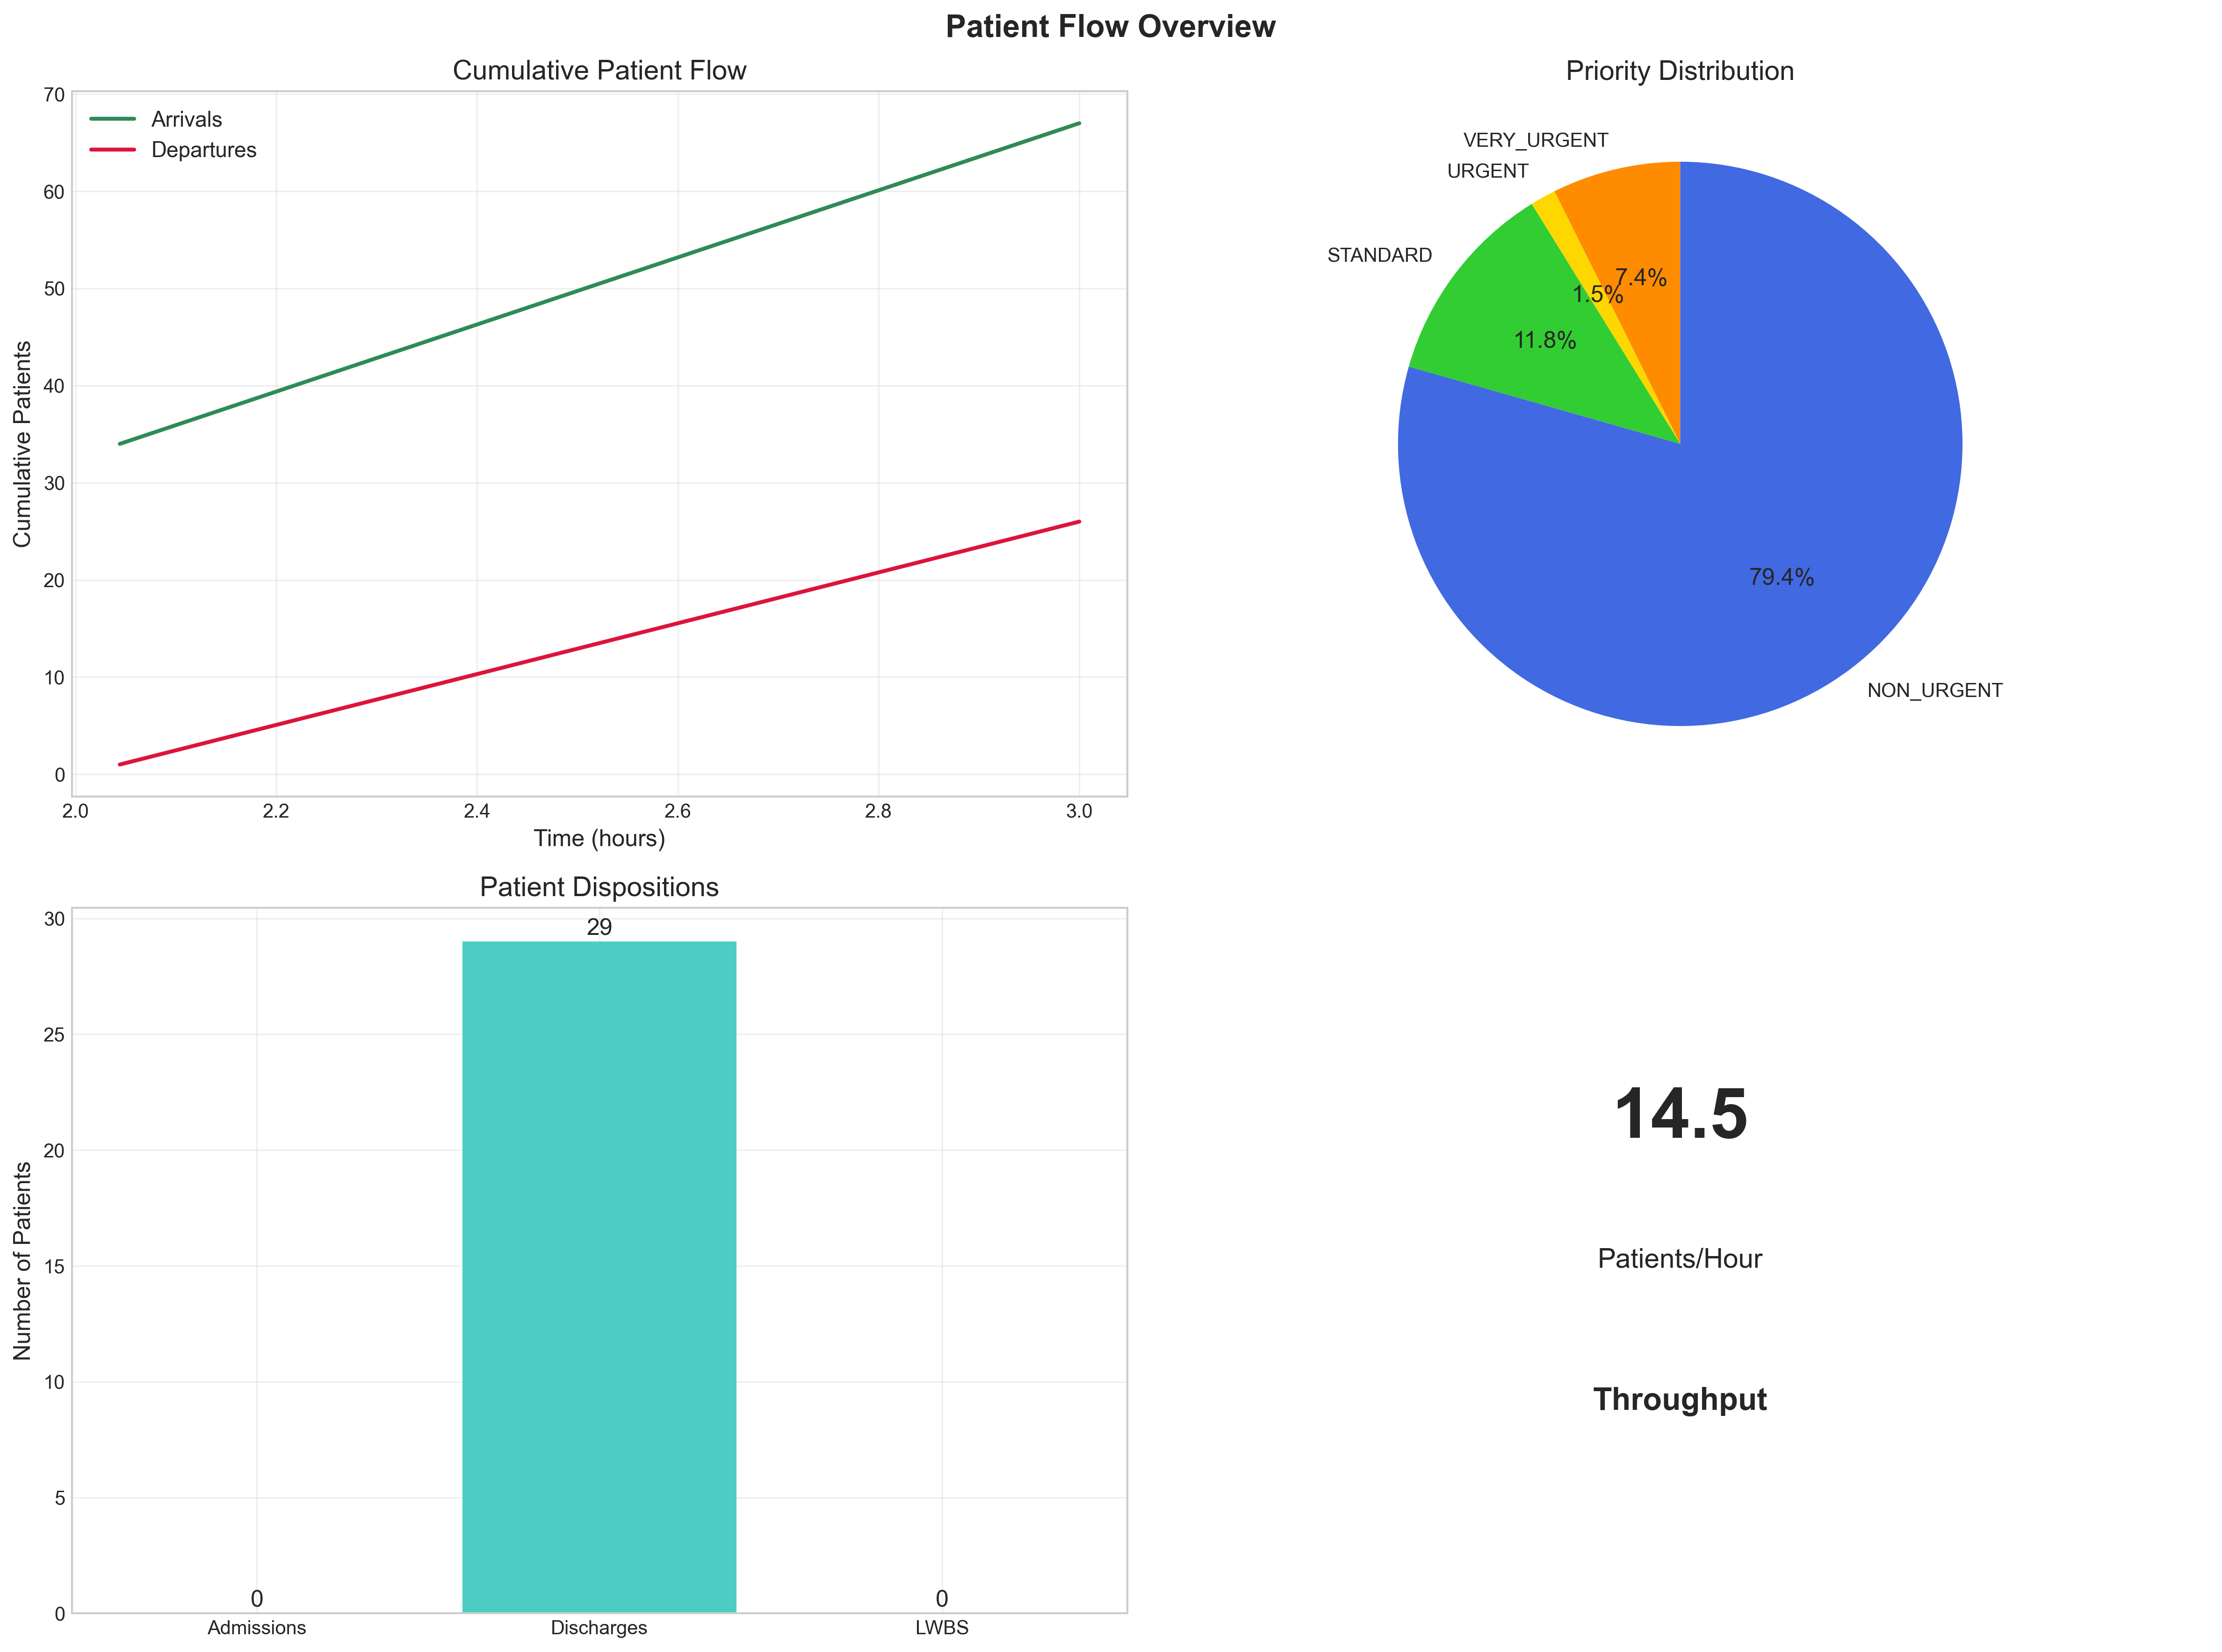 Patient Flow Overview
Cumulative Patient Flow
Arrivals
Departures
Cumulative Patients
70
60
50
40
30
20
10
0
2.0 2.2 2.4 2.6 2.8 3.0
Time (hours)
Priority Distribution
VERY_URGENT
URGENT
STANDARD
NON_URGENT
7.4%
1.5%
11.8%
79.4%
Patient Dispositions
Number of Patients
30
25
20
15
10
5
0
0 29 0
Admissions Discharges LWBS
14.5
Patients/Hour
Throughput